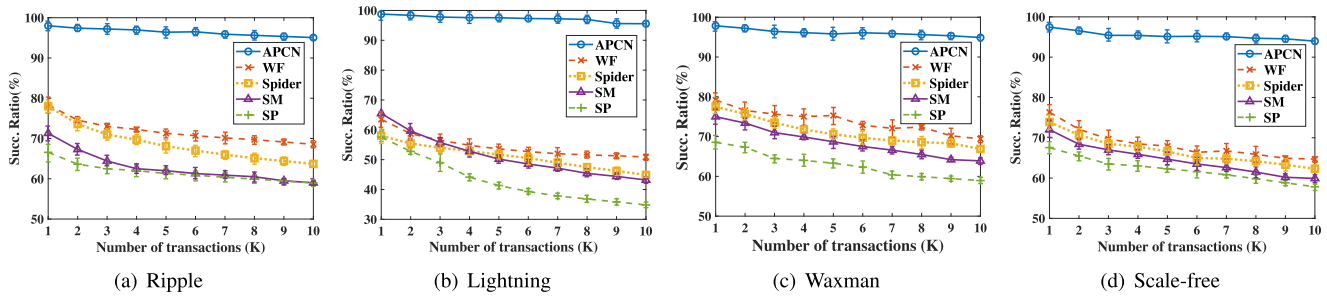 Succ. Ratio(%)
100
90
80
70
60
50
1 2 3 4 5 6 7 8 9 10
Number of transactions (K)
APCN
WF
Spider
SM
SP
(a) Ripple
Succ. Ratio(%)
100
90
80
70
60
50
40
30
1 2 3 4 5 6 7 8 9 10
Number of transactions (K)
APCN
WF
Spider
SM
SP
(b) Lightning
Succ. Ratio(%)
100
90
80
70
60
50
1 2 3 4 5 6 7 8 9 10
Number of transactions (K)
APCN
WF
Spider
SM
SP
(c) Waxman
Succ. Ratio(%)
100
90
80
70
60
50
1 2 3 4 5 6 7 8 9 10
Number of transactions (K)
APCN
WF
Spider
SM
SP
(d) Scale-free